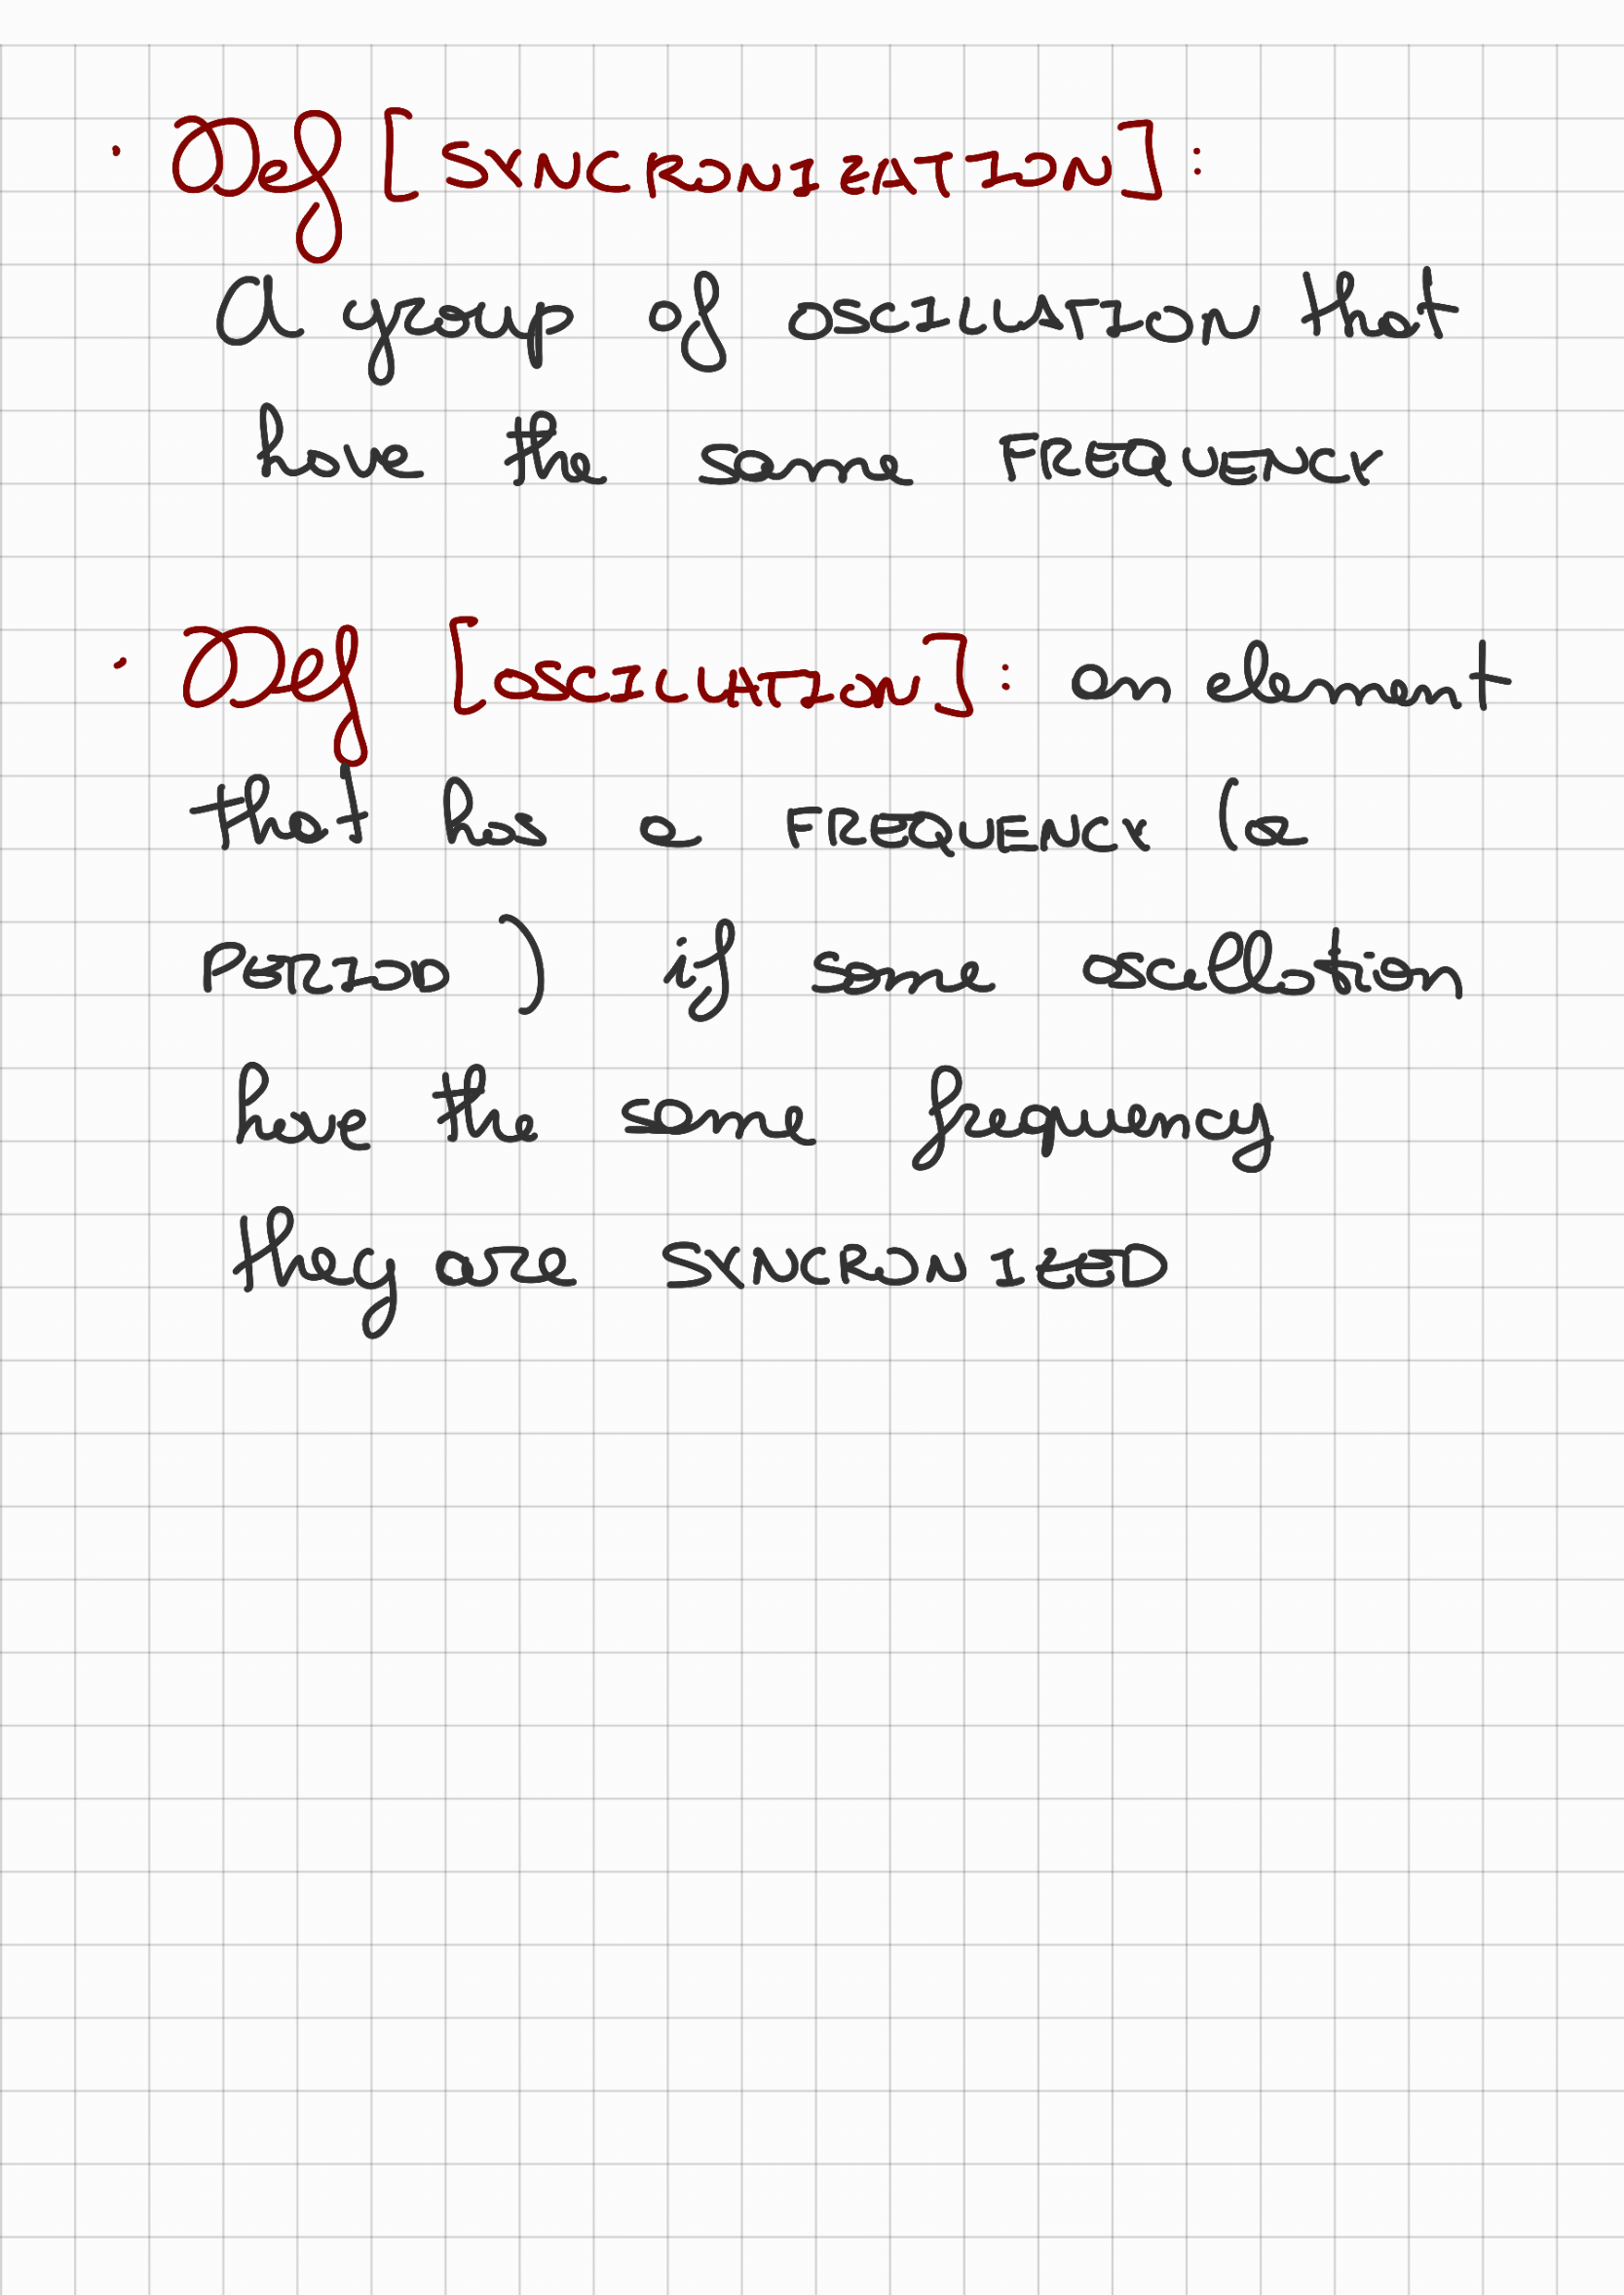 · Def [SYNCRONIZATION]:
a group of OSCILLATION that
have the same FREQUENCY
· Def [OSCILLATION]: an element
that has a FREQUENCY (a
PERIOD) if some oscellation
have the same frequency
they are SYNCRONIZED